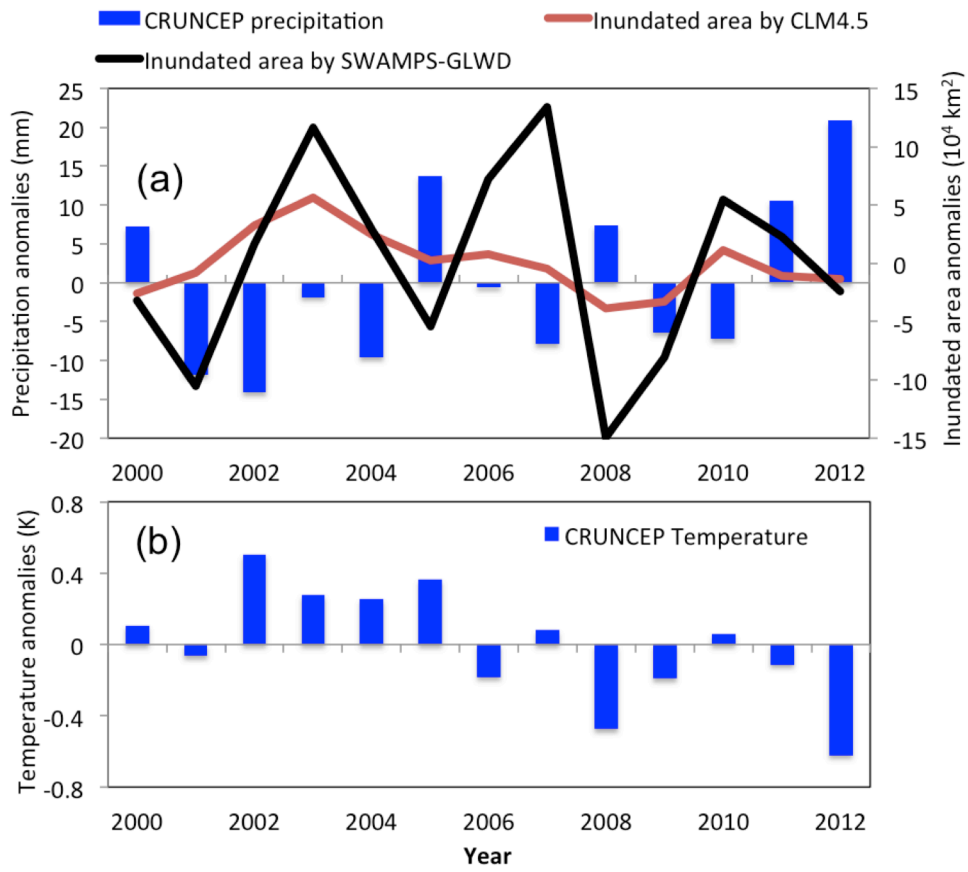 CRUNCEP precipitation
Inundated area by CLM4.5
Inundated area by SWAMPS-GLWD
Precipitation anomalies (mm)
25
20
15
10
5
0
-5
-10
-15
-20
(a)
15
10
5
0
-5
-10
-15
Inundated area anomalies (10⁴ km²)
2000 2002 2004 2006 2008 2010 2012
Temperature anomalies (K)
0.8
0.4
0
-0.4
-0.8
(b)
CRUNCEP Temperature
2000 2002 2004 2006 2008 2010 2012
Year